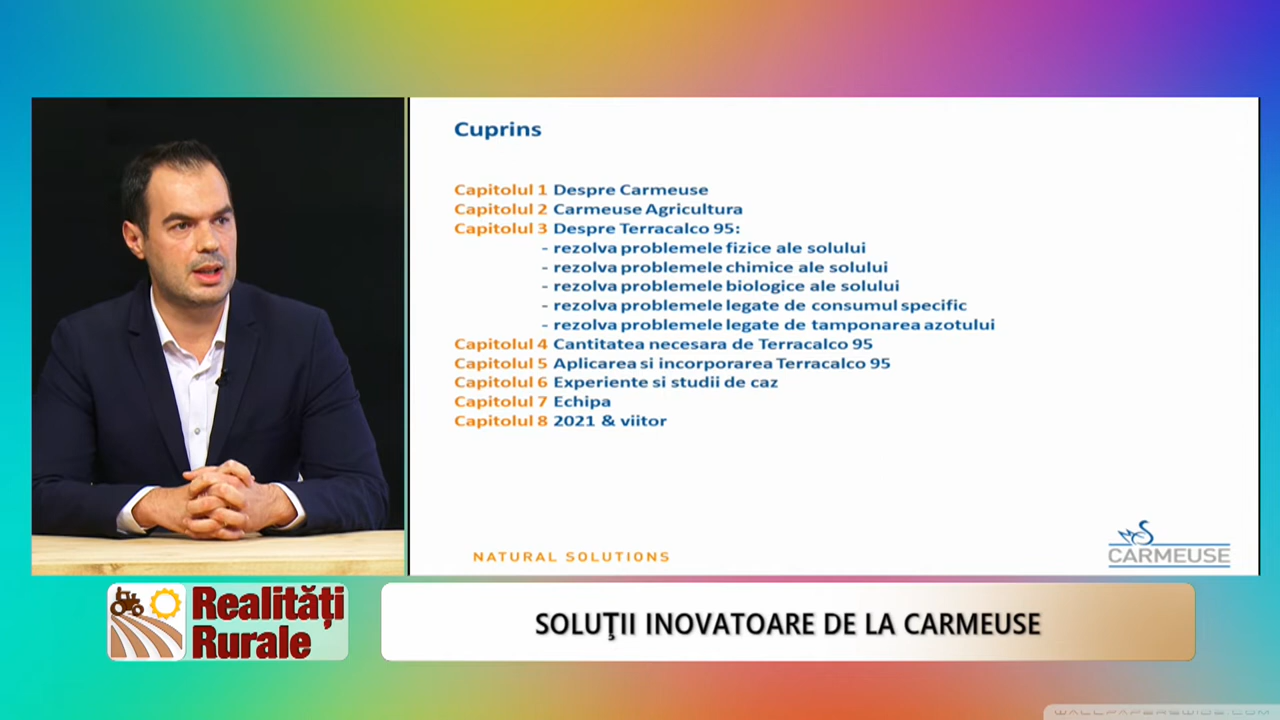 Cuprins
Capitolul 1 Despre Carmeuse
Capitolul 2 Carmeuse Agricultura
Capitolul 3 Despre Terracalco 95:
- rezolva problemele fizice ale solului
- rezolva problemele chimice ale solului
- rezolva problemele biologice ale solului
- rezolva problemele legate de consumul specific
- rezolva problemele legate de tamponarea azotului
Capitolul 4 Cantitatea necesara de Terracalco 95
Capitolul 5 Aplicarea si incorporarea Terracalco 95
Capitolul 6 Experiente si studii de caz
Capitolul 7 Echipa
Capitolul 8 2021 & viitor
NATURAL SOLUTIONS
CARMEUSE
Realități
Rurale
SOLUŢII INOVATOARE DE LA CARMEUSE
WALLPAPERSWIDE.COM